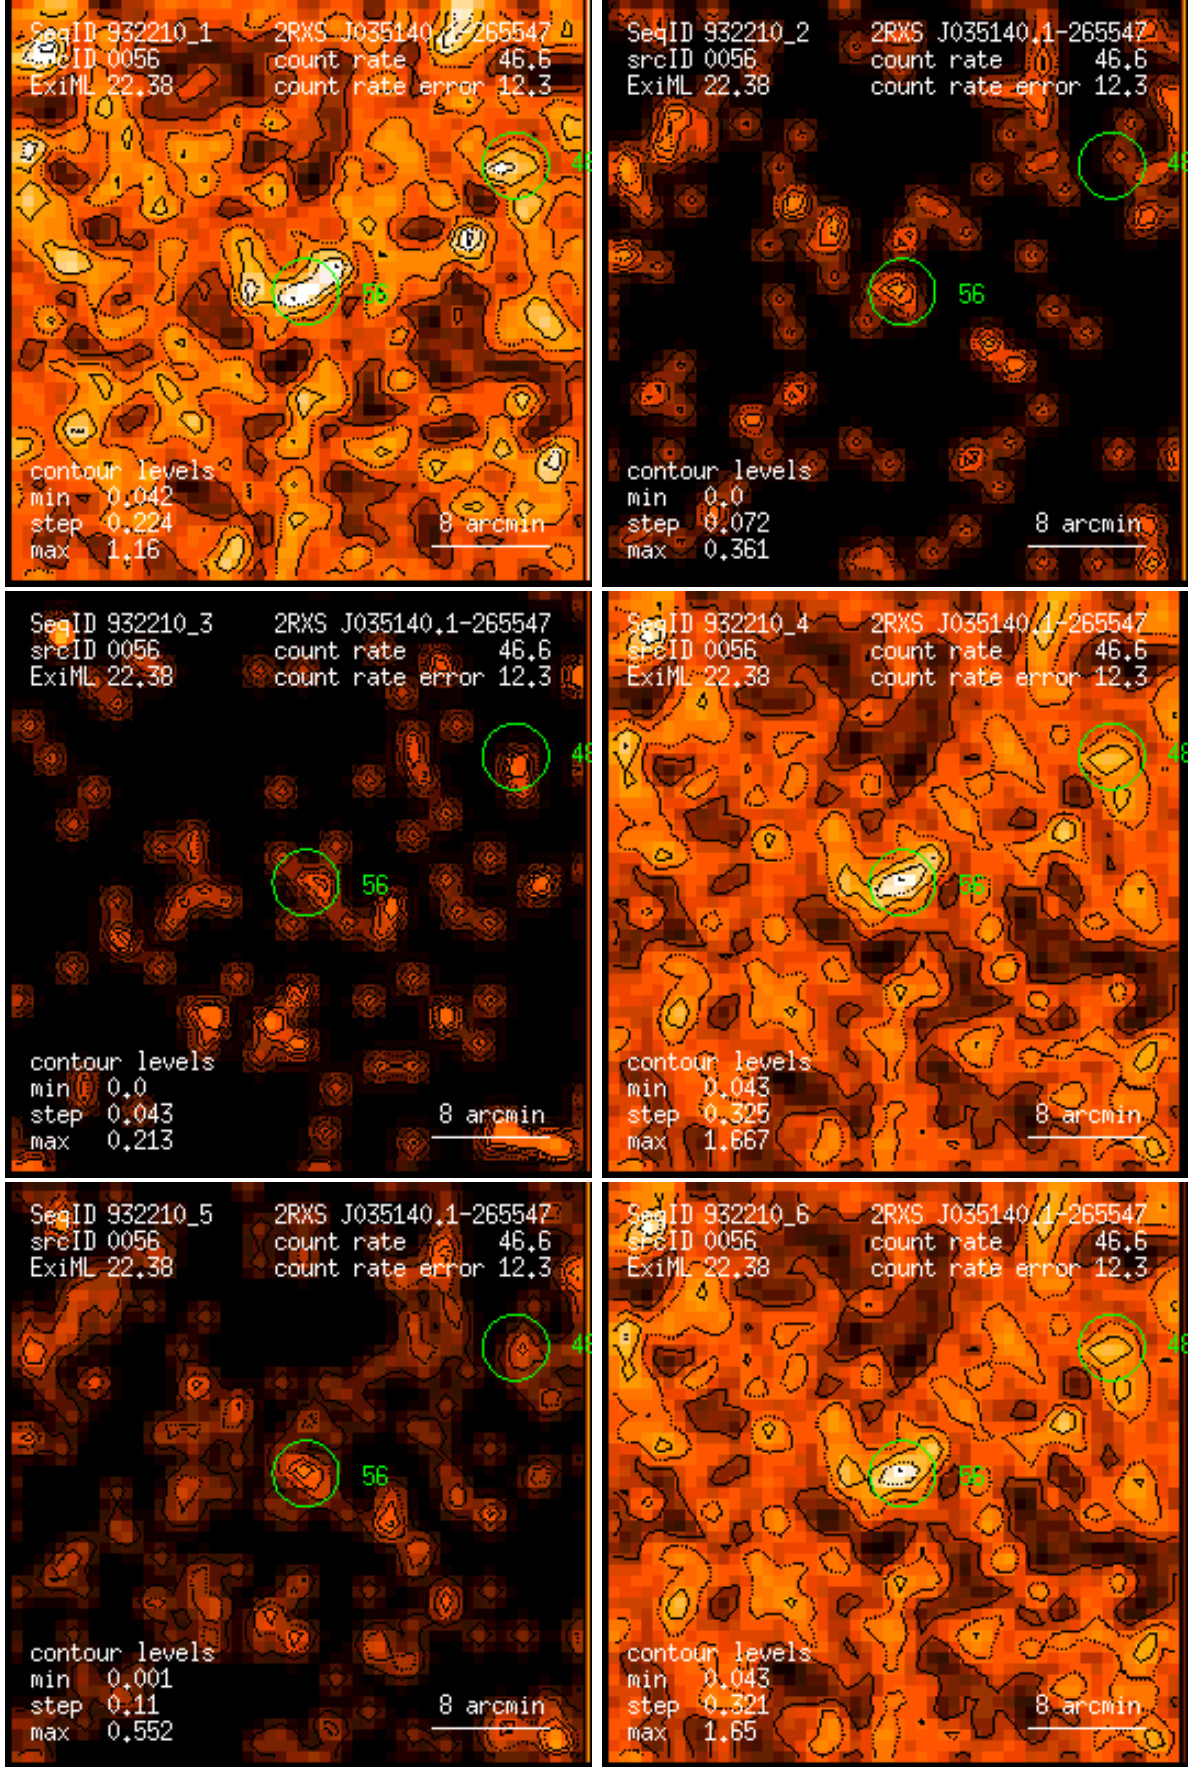 SeqID 932210_1 2RXS J035140.1-265547
srcID 0056 count rate 46.6
ExiML 22.38 count rate error 12.3
48
56
contour levels
min 0.042
step 0.224 8 arcmin
max 1.16
SeqID 932210_2 2RXS J035140.1-265547
srcID 0056 count rate 46.6
ExiML 22.38 count rate error 12.3
48
56
contour levels
min 0.0
step 0.072 8 arcmin
max 0.361
SeqID 932210_3 2RXS J035140.1-265547
srcID 0056 count rate 46.6
ExiML 22.38 count rate error 12.3
48
56
contour levels
min 0.0
step 0.043 8 arcmin
max 0.213
SeqID 932210_4 2RXS J035140.1-265547
srcID 0056 count rate 46.6
ExiML 22.38 count rate error 12.3
48
56
contour levels
min 0.043
step 0.325 8 arcmin
max 1.667
SeqID 932210_5 2RXS J035140.1-265547
srcID 0056 count rate 46.6
ExiML 22.38 count rate error 12.3
48
56
contour levels
min 0.001
step 0.11 8 arcmin
max 0.552
SeqID 932210_6 2RXS J035140.1-265547
srcID 0056 count rate 46.6
ExiML 22.38 count rate error 12.3
48
56
contour levels
min 0.043
step 0.321 8 arcmin
max 1.65